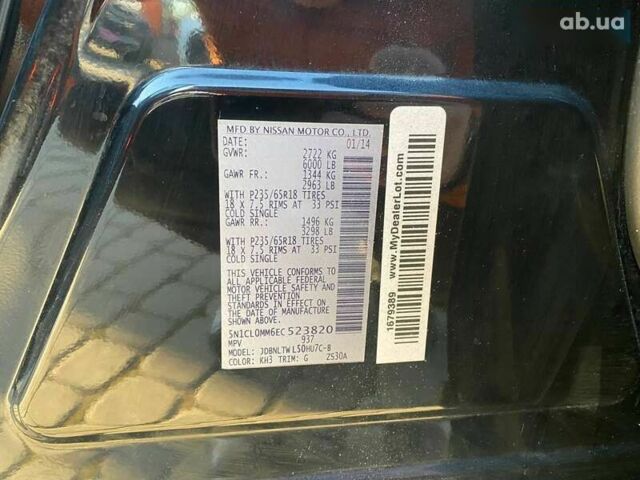 ab.ua
MFD BY NISSAN MOTOR CO., LTD.
DATE: 01/14
GVWR: 2722 KG
6000 LB
GAWR FR.: 1344 KG
2963 LB
WITH P235/65R18 TIRES
18 X 7.5 RIMS AT 33 PSI
COLD SINGLE
GAWR RR.: 1496 KG
3298 LB
WITH P235/65R18 TIRES
18 X 7.5 RIMS AT 33 PSI
COLD SINGLE
THIS VEHICLE CONFORMS TO
ALL APPLICABLE FEDERAL
MOTOR VEHICLE SAFETY AND
THEFT PREVENTION
STANDARDS IN EFFECT ON
THE DATE OF MANUFACTURE
SHOWN ABOVE.
5N1CL0MM6EC523820
MPV 937
MODEL: JDBNLTW L50HU7C-B
COLOR: KH3 TRIM: G Z530A
www.MyDealerLot.com
1679389